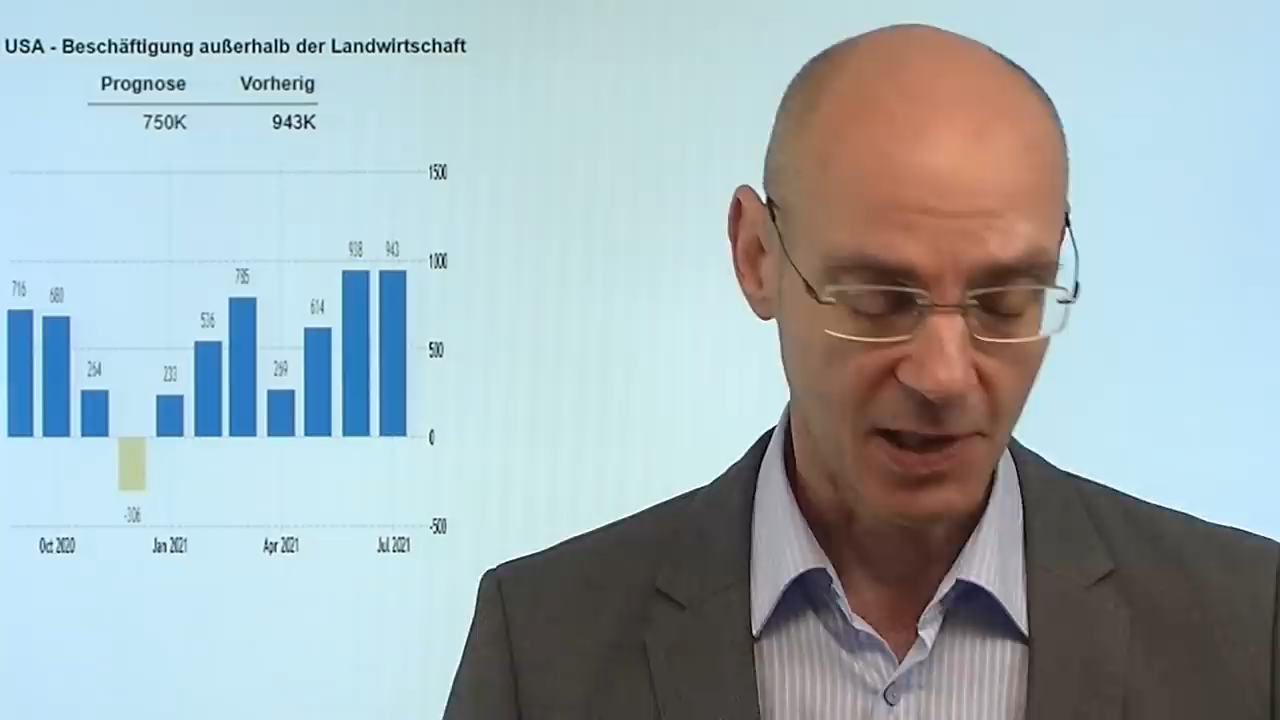 USA - Beschäftigung außerhalb der Landwirtschaft
Prognose Vorherig
750K 943K
1500
1000
500
0
-500
716
680
264
-306
233
536
785
269
614
938
943
Oct 2020
Jan 2021
Apr 2021
Jul 2021